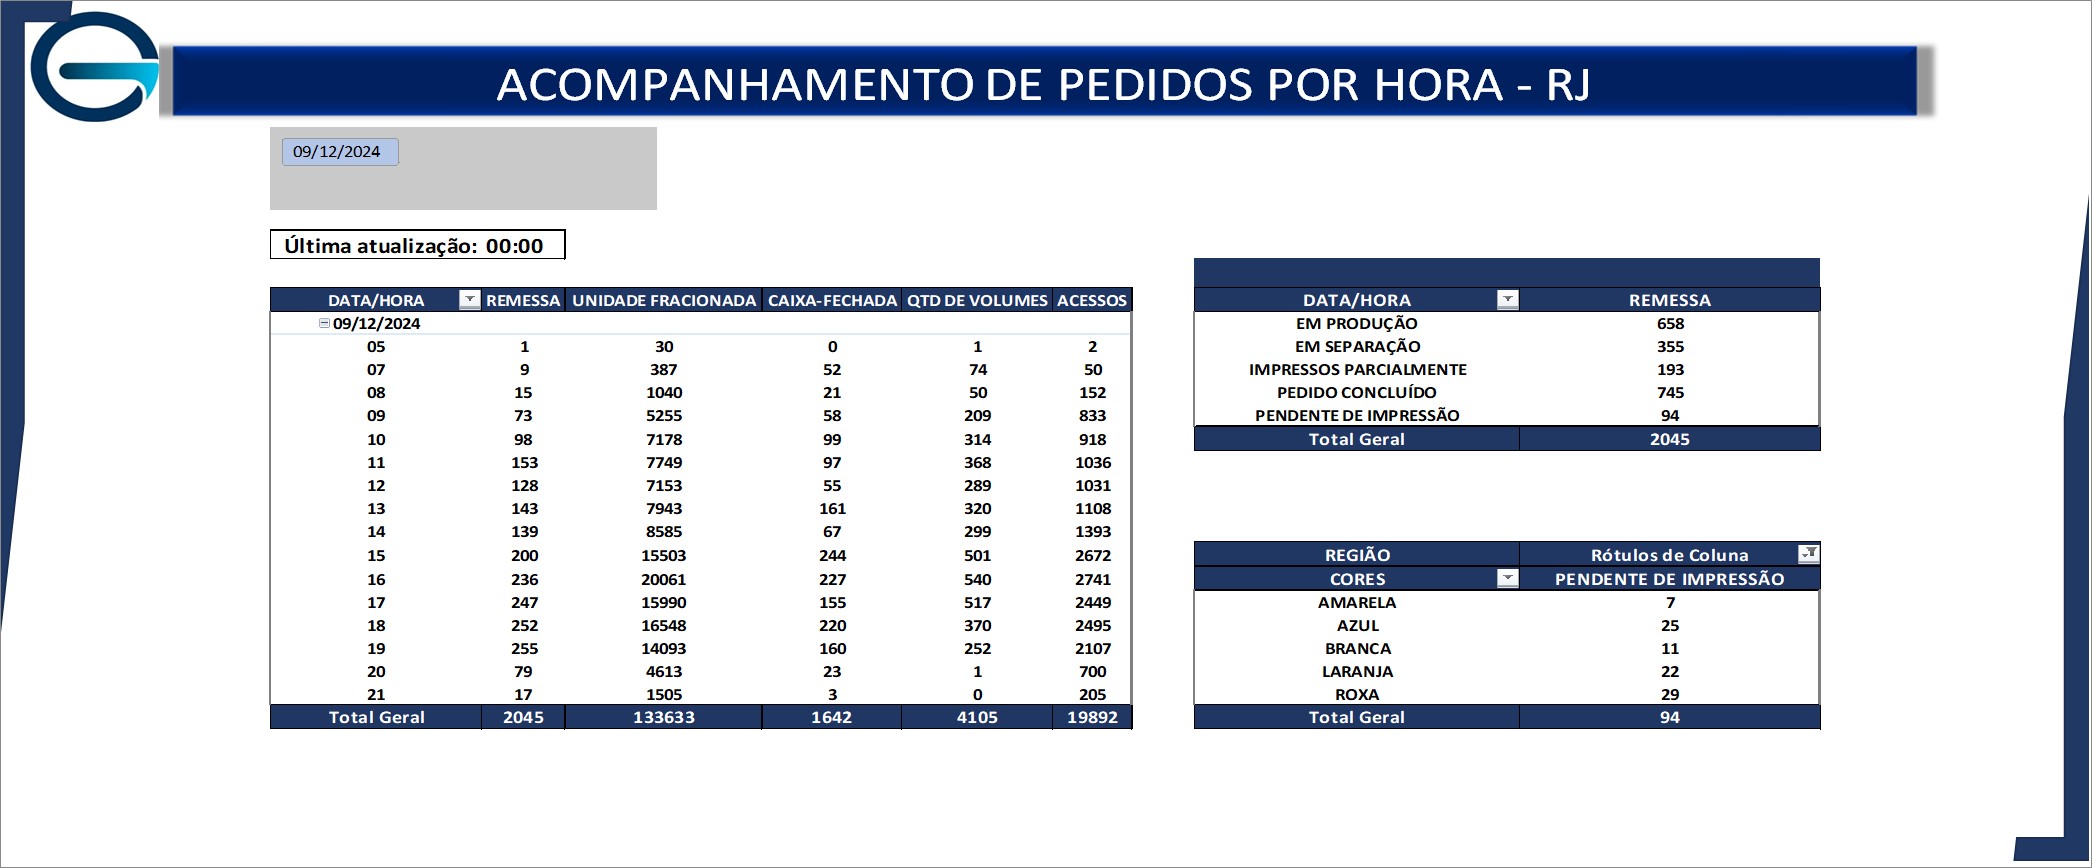 ACOMPANHAMENTO DE PEDIDOS POR HORA - RJ
09/12/2024
Última atualização: 00:00
DATA/HORA REMESSA UNIDADE FRACIONADA CAIXA-FECHADA QTD DE VOLUMES ACESSOS
09/12/2024
05 1 30 0 1 2
07 9 387 52 74 50
08 15 1040 21 50 152
09 73 5255 58 209 833
10 98 7178 99 314 918
11 153 7749 97 368 1036
12 128 7153 55 289 1031
13 143 7943 161 320 1108
14 139 8585 67 299 1393
15 200 15503 244 501 2672
16 236 20061 227 540 2741
17 247 15990 155 517 2449
18 252 16548 220 370 2495
19 255 14093 160 252 2107
20 79 4613 23 1 700
21 17 1505 3 0 205
Total Geral 2045 133633 1642 4105 19892
DATA/HORA REMESSA
EM PRODUÇÃO 658
EM SEPARAÇÃO 355
IMPRESSOS PARCIALMENTE 193
PEDIDO CONCLUÍDO 745
PENDENTE DE IMPRESSÃO 94
Total Geral 2045
REGIÃO Rótulos de Coluna
CORES PENDENTE DE IMPRESSÃO
AMARELA 7
AZUL 25
BRANCA 11
LARANJA 22
ROXA 29
Total Geral 94